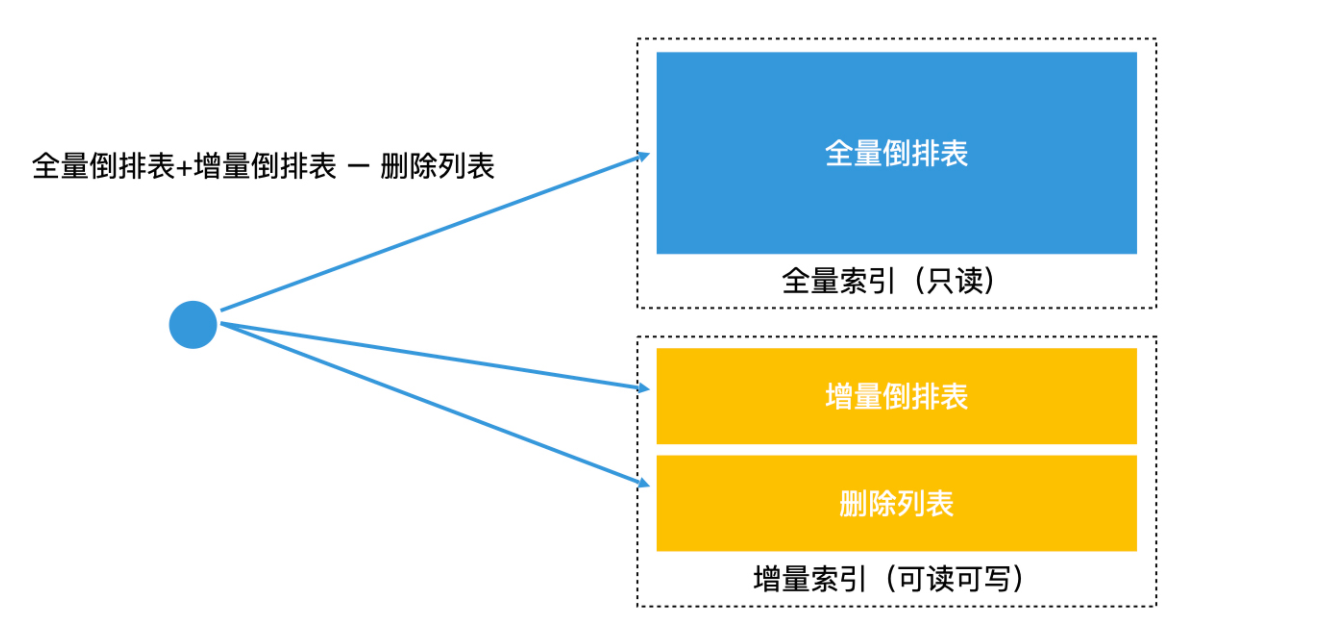 全量倒排表+增量倒排表 － 删除列表
全量倒排表
全量索引（只读）
增量倒排表
删除列表
增量索引（可读可写）